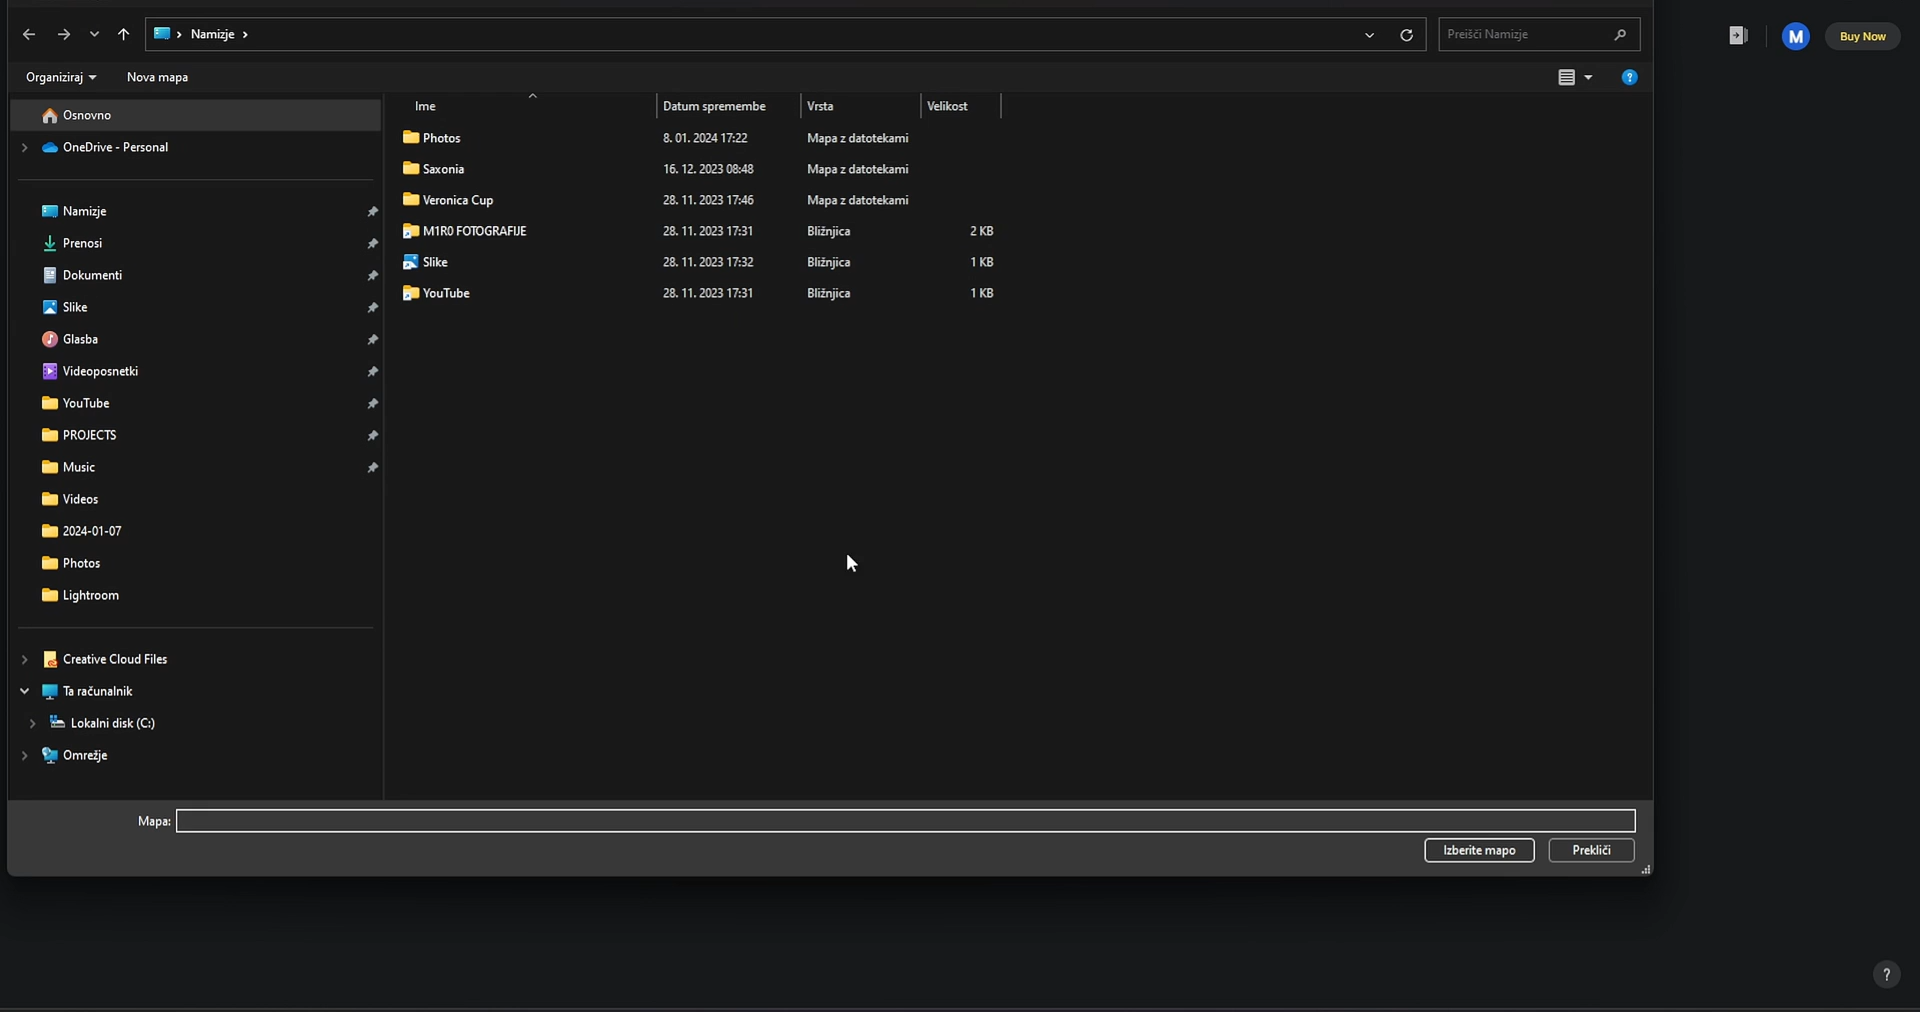 Namizje
Preišči Namizje
M
Buy Now
Organiziraj
Nova mapa
?
Osnovno
OneDrive - Personal
Namizje
Prenosi
Dokumenti
Slike
Glasba
Videoposnetki
YouTube
PROJECTS
Music
Videos
2024-01-07
Photos
Lightroom
Creative Cloud Files
Ta računalnik
Lokalni disk (C:)
Omrežje
Ime Datum spremembe Vrsta Velikost
Photos 8. 01. 2024 17:22 Mapa z datotekami
Saxonia 16. 12. 2023 08:48 Mapa z datotekami
Veronica Cup 28. 11. 2023 17:46 Mapa z datotekami
M1R0 FOTOGRAFIJE 28. 11. 2023 17:31 Bližnjica 2 KB
Slike 28. 11. 2023 17:32 Bližnjica 1 KB
YouTube 28. 11. 2023 17:31 Bližnjica 1 KB
Mapa:
Izberite mapo
Prekliči
?